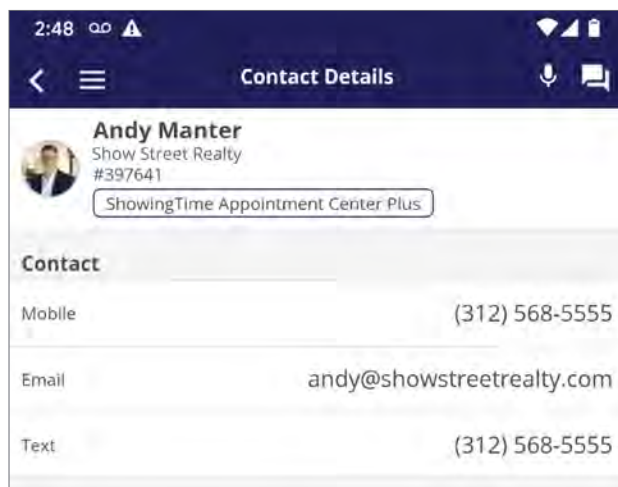 2:48
Contact Details
Andy Manter
Show Street Realty
#397641
ShowingTime Appointment Center Plus
Contact
Mobile (312) 568-5555
Email andy@showstreetrealty.com
Text (312) 568-5555